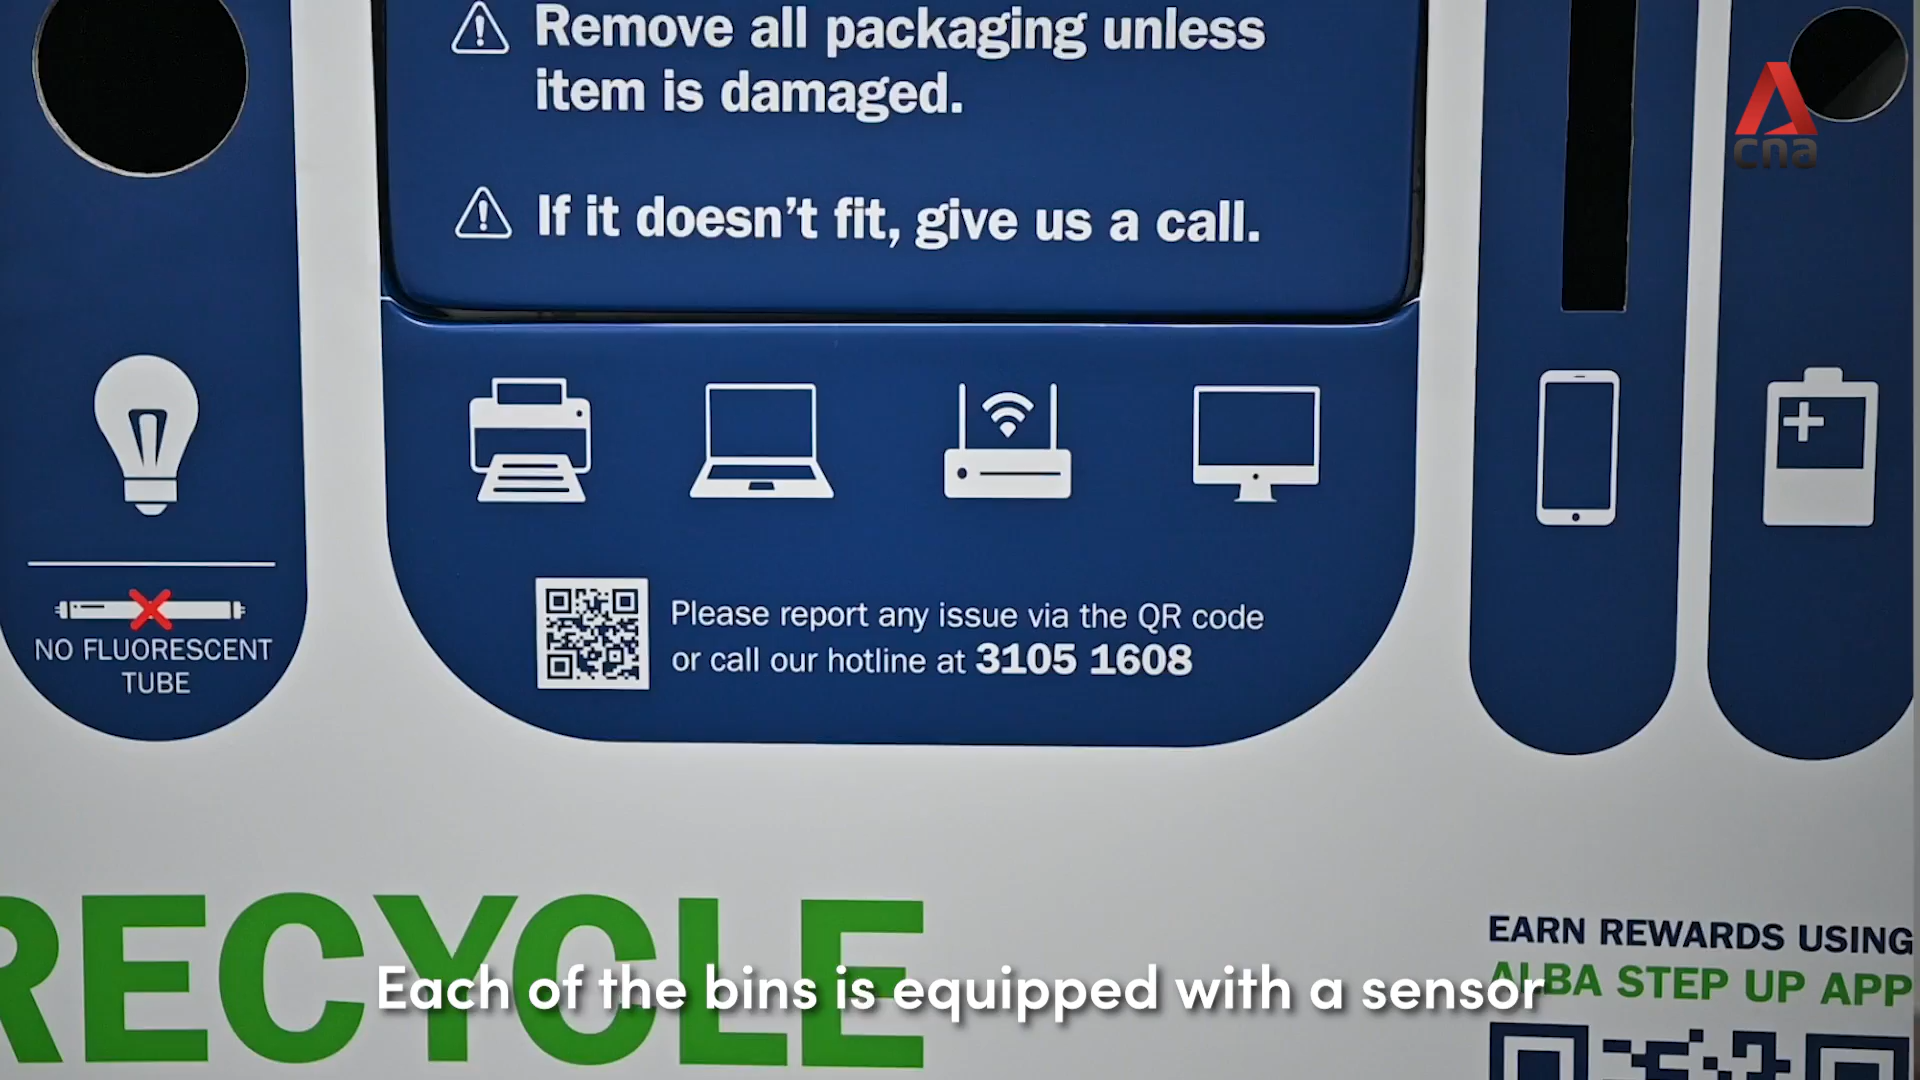 Remove all packaging unless
item is damaged.
If it doesn't fit, give us a call.
cna
NO FLUORESCENT
TUBE
Please report any issue via the QR code
or call our hotline at 3105 1608
RECYCLE
EARN REWARDS USING
ALBA STEP UP APP
Each of the bins is equipped with a sensor